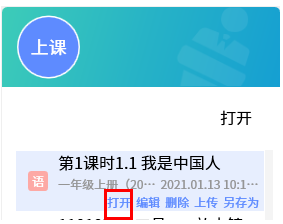 上课
打开
第1课时1.1 我是中国人
语 一年级上册（20… 2021.01.13 10:1…
打开 编辑 删除 上传 另存为